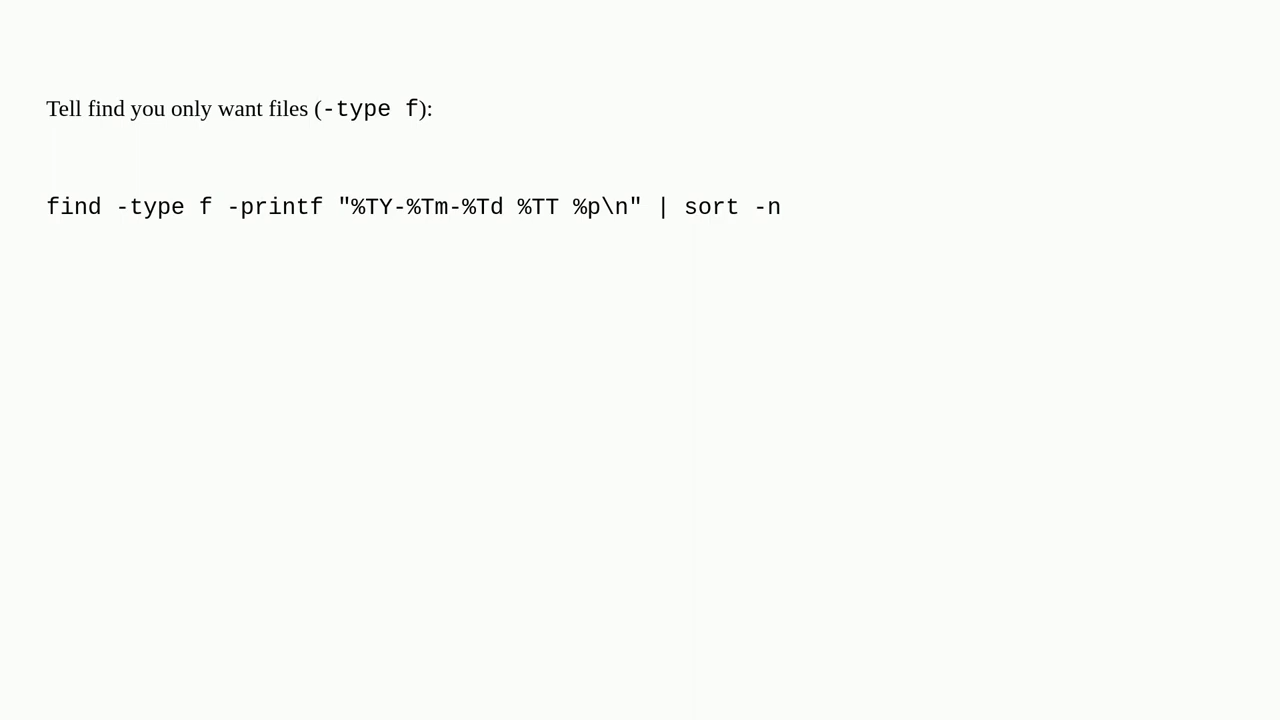 Tell find you only want files (-type f):
find -type f -printf "%TY-%Tm-%Td %TT %p\n" | sort -n